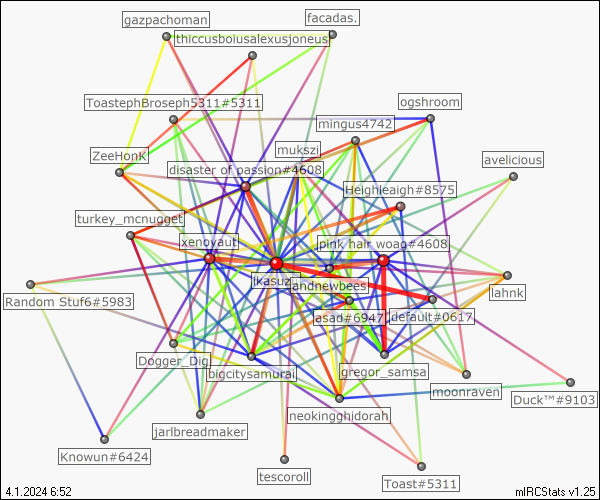 gazpachoman
facadas.
thiccusboiusalexusjoneus
ToastephBroseph5311#5311
ogshroom
mingus4742
mukszi
ZeeHonK
avelicious
disaster of passion#4608
Heighleaigh#8575
turkey_mcnugget
xenoyaut
pink hair woag#4608
iKasuz
andnewbees
lahnk
Random Stuf6#5983
asad#6947
default#0617
Dogger_Dig
bigcitysamurai
gregor_samsa
moonraven
Duck™#9103
neokingghidorah
jarlbreadmaker
Knowun#6424
tescoroll
Toast#5311
4.1.2024 6:52
mIRCStats v1.25